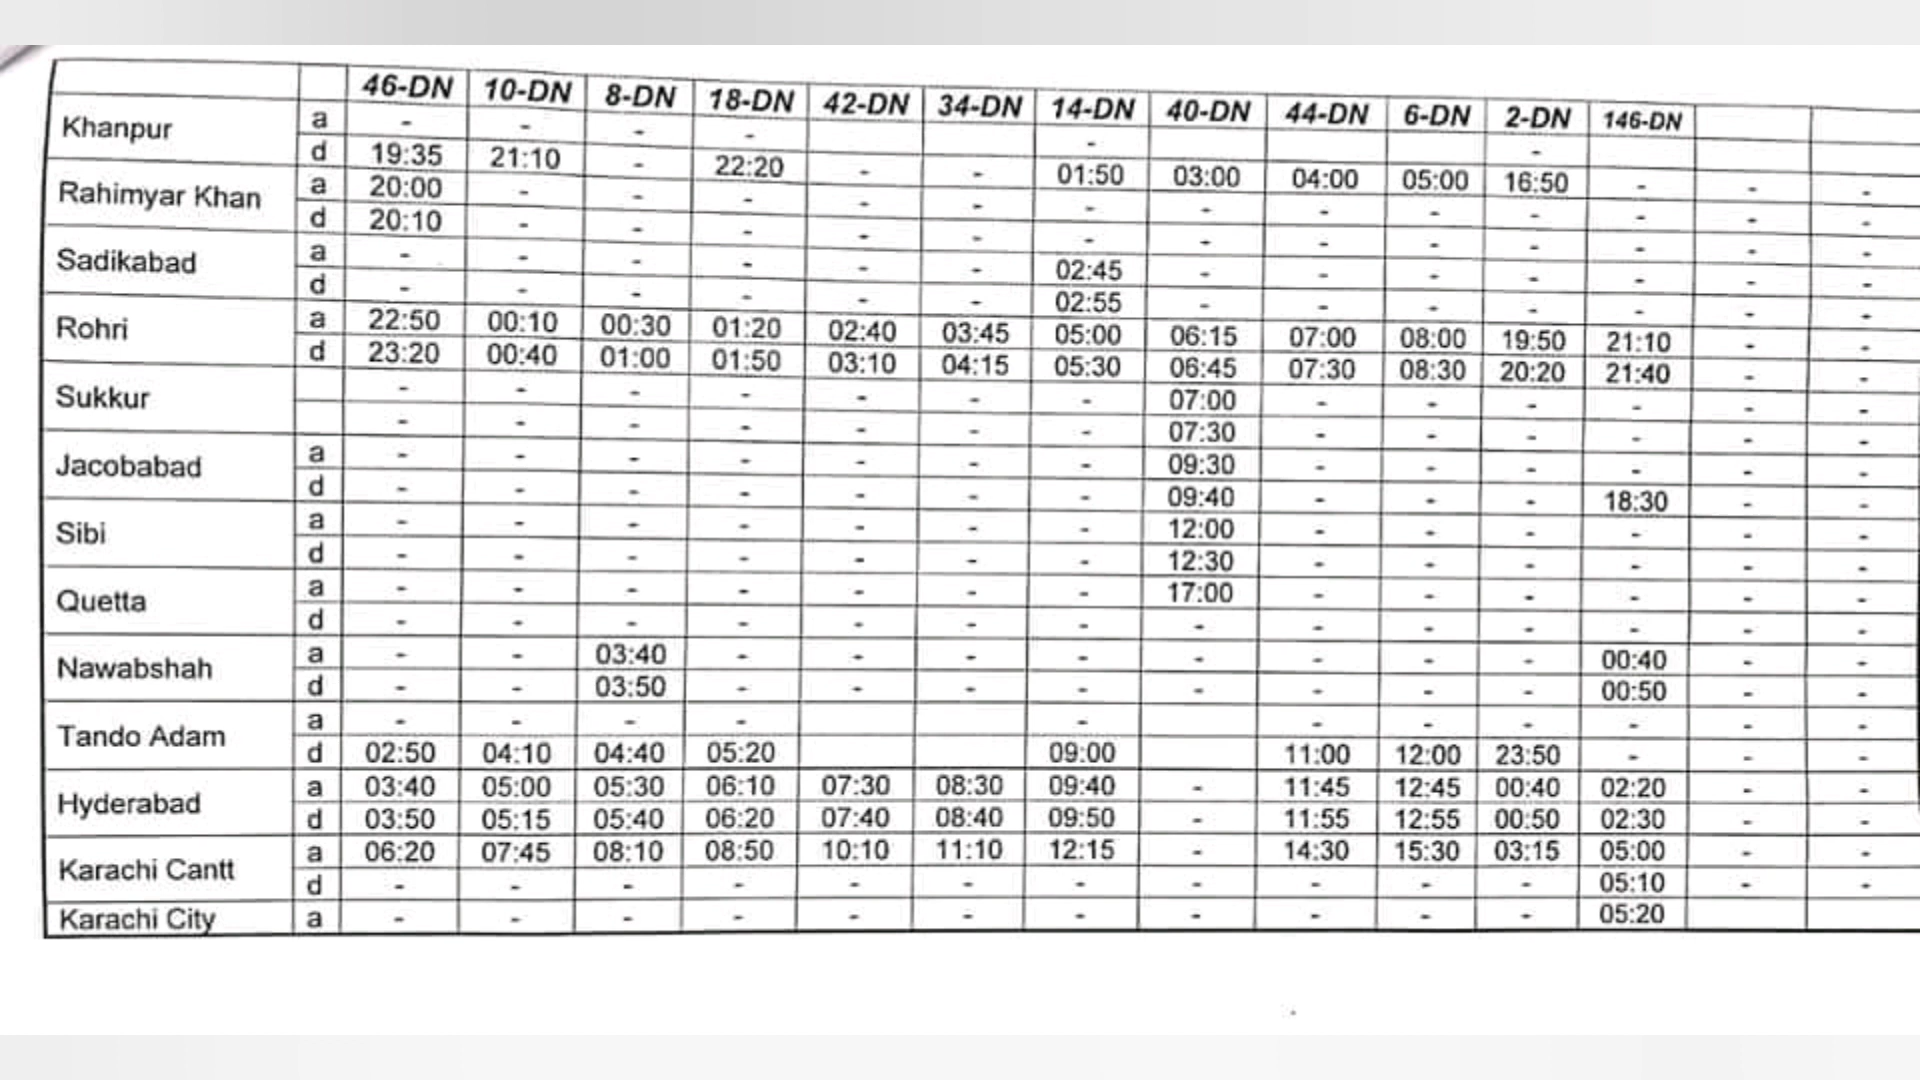 46-DN 10-DN 8-DN 18-DN 42-DN 34-DN 14-DN 40-DN 44-DN 6-DN 2-DN 146-DN
Khanpur a - - - - - -
d 19:35 21:10 - 22:20 - - 01:50 03:00 04:00 05:00 16:50 - - -
Rahimyar Khan a 20:00 - - - - - - - - - - - - -
d 20:10 - - - - - - - - - - - - -
Sadikabad a - - - - - - 02:45 - - - - - - -
d - - - - - - 02:55 - - - - - - -
Rohri a 22:50 00:10 00:30 01:20 02:40 03:45 05:00 06:15 07:00 08:00 19:50 21:10 - -
d 23:20 00:40 01:00 01:50 03:10 04:15 05:30 06:45 07:30 08:30 20:20 21:40 - -
Sukkur - - - - - - - 07:00 - - - - - -
- - - - - - - 07:30 - - - - - -
Jacobabad a - - - - - - - 09:30 - - - - - -
d - - - - - - - 09:40 - - - 18:30 - -
Sibi a - - - - - - - 12:00 - - - - - -
d - - - - - - - 12:30 - - - - - -
Quetta a - - - - - - - 17:00 - - - - - -
d - - - - - - - - - - - - - -
Nawabshah a - - 03:40 - - - - - - - - 00:40 - -
d - - 03:50 - - - - - - - - 00:50 - -
Tando Adam a - - - - - - - - - - -
d 02:50 04:10 04:40 05:20 09:00 11:00 12:00 23:50 - - -
Hyderabad a 03:40 05:00 05:30 06:10 07:30 08:30 09:40 - 11:45 12:45 00:40 02:20 - -
d 03:50 05:15 05:40 06:20 07:40 08:40 09:50 - 11:55 12:55 00:50 02:30 - -
Karachi Cantt a 06:20 07:45 08:10 08:50 10:10 11:10 12:15 - 14:30 15:30 03:15 05:00 - -
d - - - - - - - - - - - 05:10 - -
Karachi City a - - - - - - - - - - - 05:20